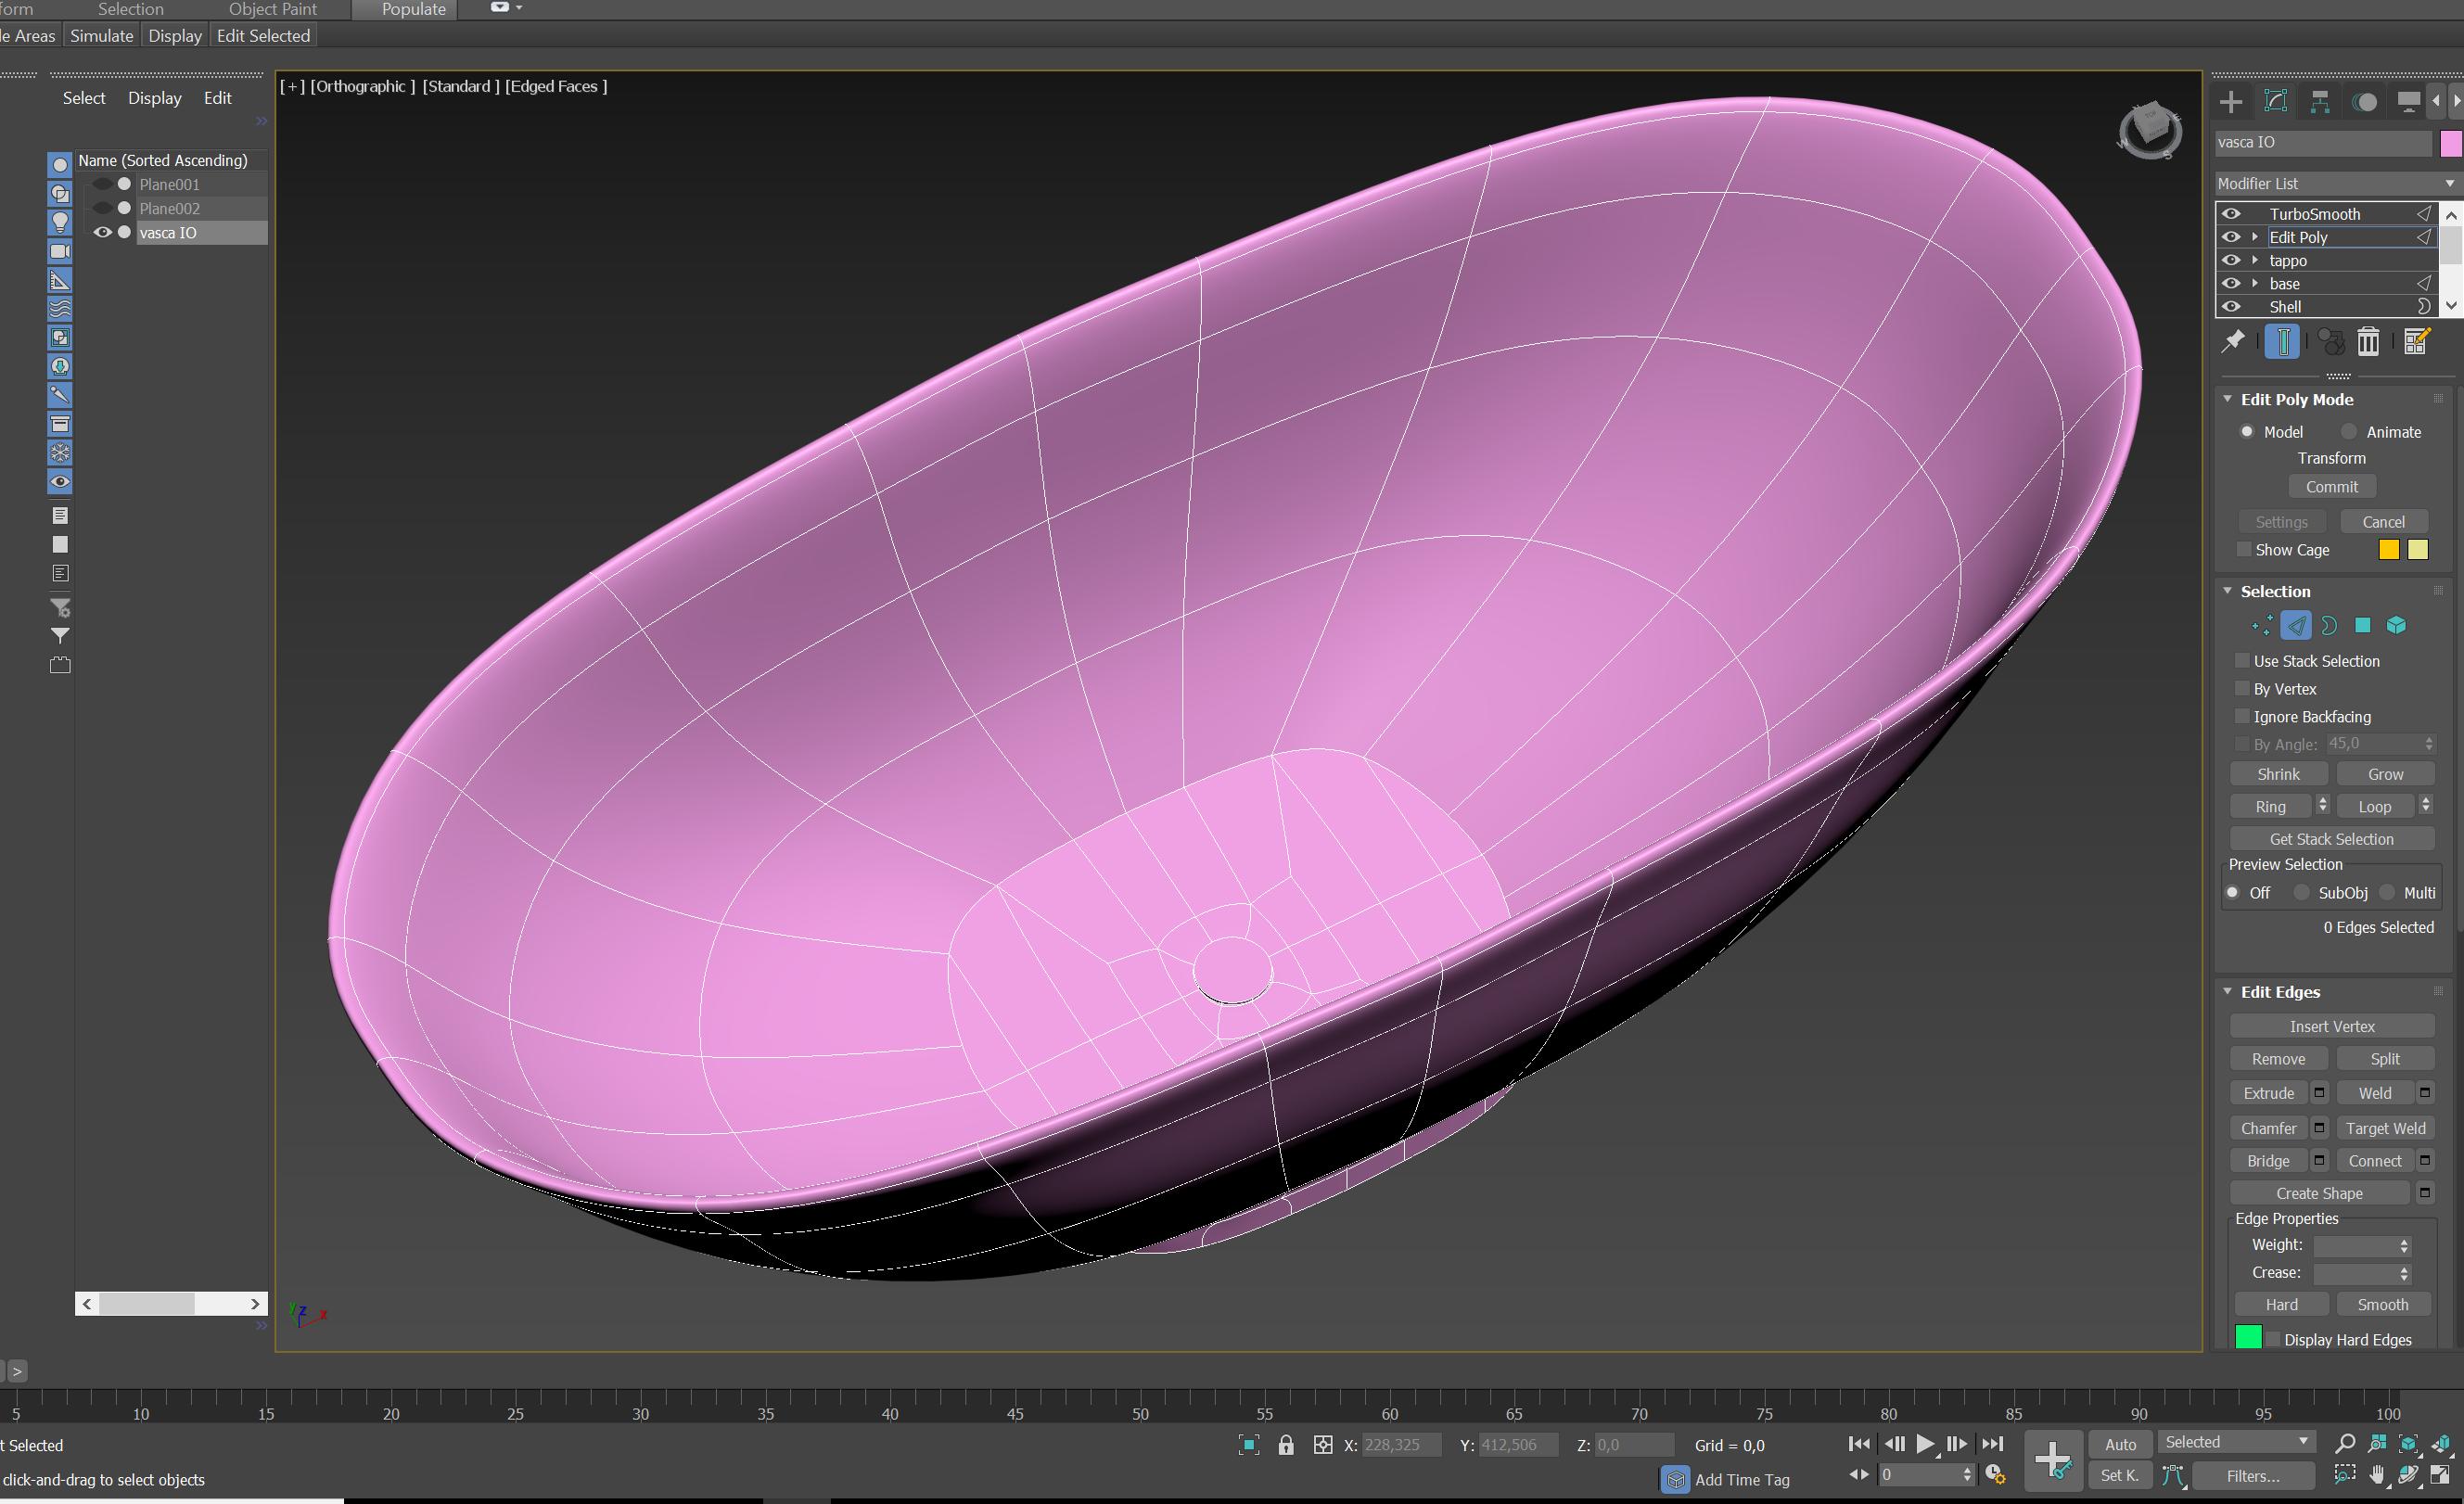 form Selection Object Paint Populate
le Areas Simulate Display Edit Selected
Select Display Edit
Name (Sorted Ascending)
Plane001
Plane002
vasca IO
[+] [Orthographic ] [Standard ] [Edged Faces ]
vasca IO
Modifier List
TurboSmooth
Edit Poly
tappo
base
Shell
Edit Poly Mode
Model Animate
Transform
Commit
Settings Cancel
Show Cage
Selection
Use Stack Selection
By Vertex
Ignore Backfacing
By Angle: 45,0
Shrink Grow
Ring Loop
Get Stack Selection
Preview Selection
Off SubObj Multi
0 Edges Selected
Edit Edges
Insert Vertex
Remove Split
Extrude Weld
Chamfer Target Weld
Bridge Connect
Create Shape
Edge Properties
Weight:
Crease:
Hard Smooth
Display Hard Edges
y z x
>
5 10 15 20 25 30 35 40 45 50 55 60 65 70 75 80 85 90 95 100
t Selected
X: 228,325 Y: 412,506 Z: 0,0 Grid = 0,0
Auto Selected
click-and-drag to select objects
Add Time Tag
0
Set K. Filters...